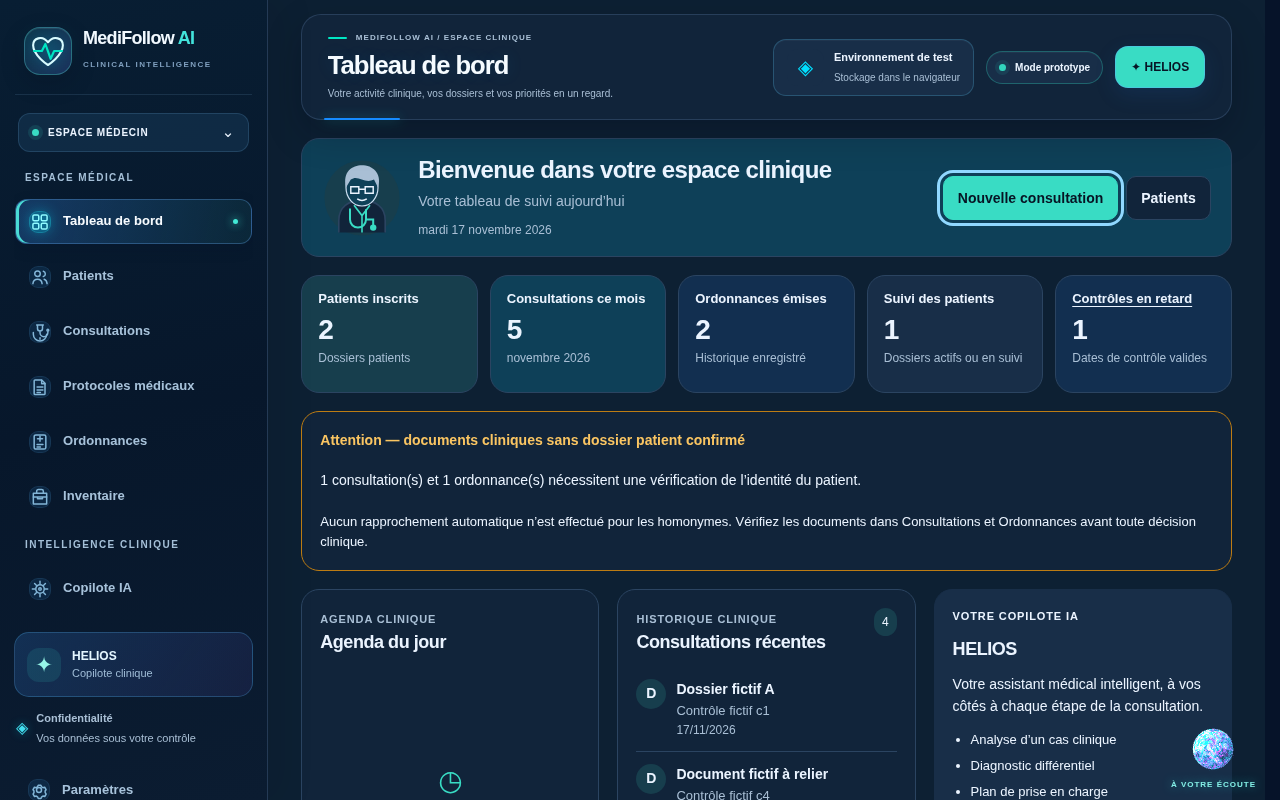 MediFollow AI
CLINICAL INTELLIGENCE
ESPACE MÉDECIN
ESPACE MÉDICAL
Tableau de bord
Patients
Consultations
Protocoles médicaux
Ordonnances
Inventaire
INTELLIGENCE CLINIQUE
Copilote IA
HELIOS
Copilote clinique
Confidentialité
Vos données sous votre contrôle
Paramètres
MEDIFOLLOW AI / ESPACE CLINIQUE
Tableau de bord
Votre activité clinique, vos dossiers et vos priorités en un regard.
Environnement de test
Stockage dans le navigateur
Mode prototype
✦ HELIOS
Bienvenue dans votre espace clinique
Votre tableau de suivi aujourd’hui
mardi 17 novembre 2026
Nouvelle consultation
Patients
Patients inscrits
2
Dossiers patients
Consultations ce mois
5
novembre 2026
Ordonnances émises
2
Historique enregistré
Suivi des patients
1
Dossiers actifs ou en suivi
Contrôles en retard
1
Dates de contrôle valides
Attention — documents cliniques sans dossier patient confirmé
1 consultation(s) et 1 ordonnance(s) nécessitent une vérification de l’identité du patient.
Aucun rapprochement automatique n’est effectué pour les homonymes. Vérifiez les documents dans Consultations et Ordonnances avant toute décision
clinique.
AGENDA CLINIQUE
Agenda du jour
HISTORIQUE CLINIQUE
Consultations récentes
4
D
Dossier fictif A
Contrôle fictif c1
17/11/2026
D
Document fictif à relier
Contrôle fictif c4
VOTRE COPILOTE IA
HELIOS
Votre assistant médical intelligent, à vos
côtés à chaque étape de la consultation.
• Analyse d’un cas clinique
• Diagnostic différentiel
• Plan de prise en charge
À VOTRE ÉCOUTE